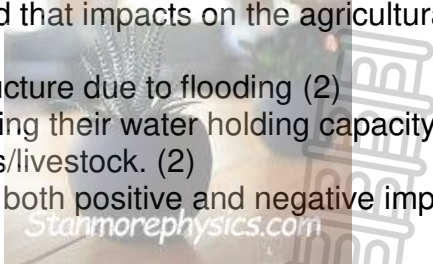 d that impacts on the agricultura
ucture due to flooding (2)
ing their water holding capacity
s/livestock. (2)
both positive and negative imp
Stanmorephysics.com